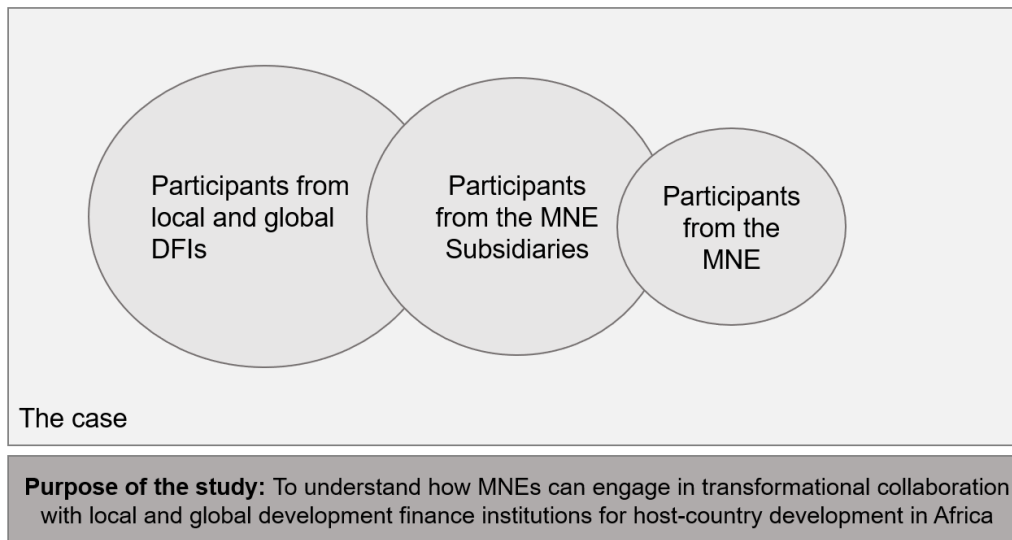 Participants from
local and global
DFIs
Participants
from the MNE
Subsidiaries
Participants
from the
MNE
The case
Purpose of the study: To understand how MNEs can engage in transformational collaboration
with local and global development finance institutions for host-country development in Africa